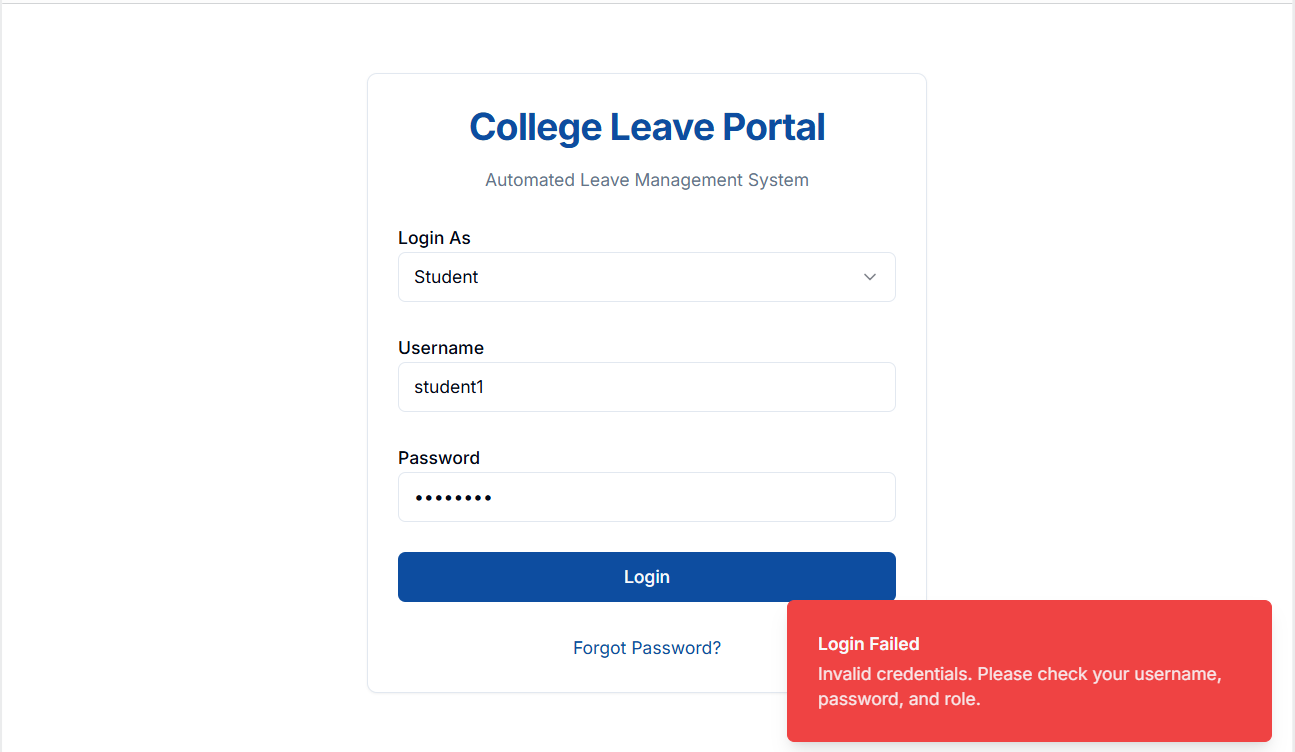 College Leave Portal
Automated Leave Management System
Login As
Student
Username
student1
Password
••••••••
Login
Forgot Password?
Login Failed
Invalid credentials. Please check your username,
password, and role.